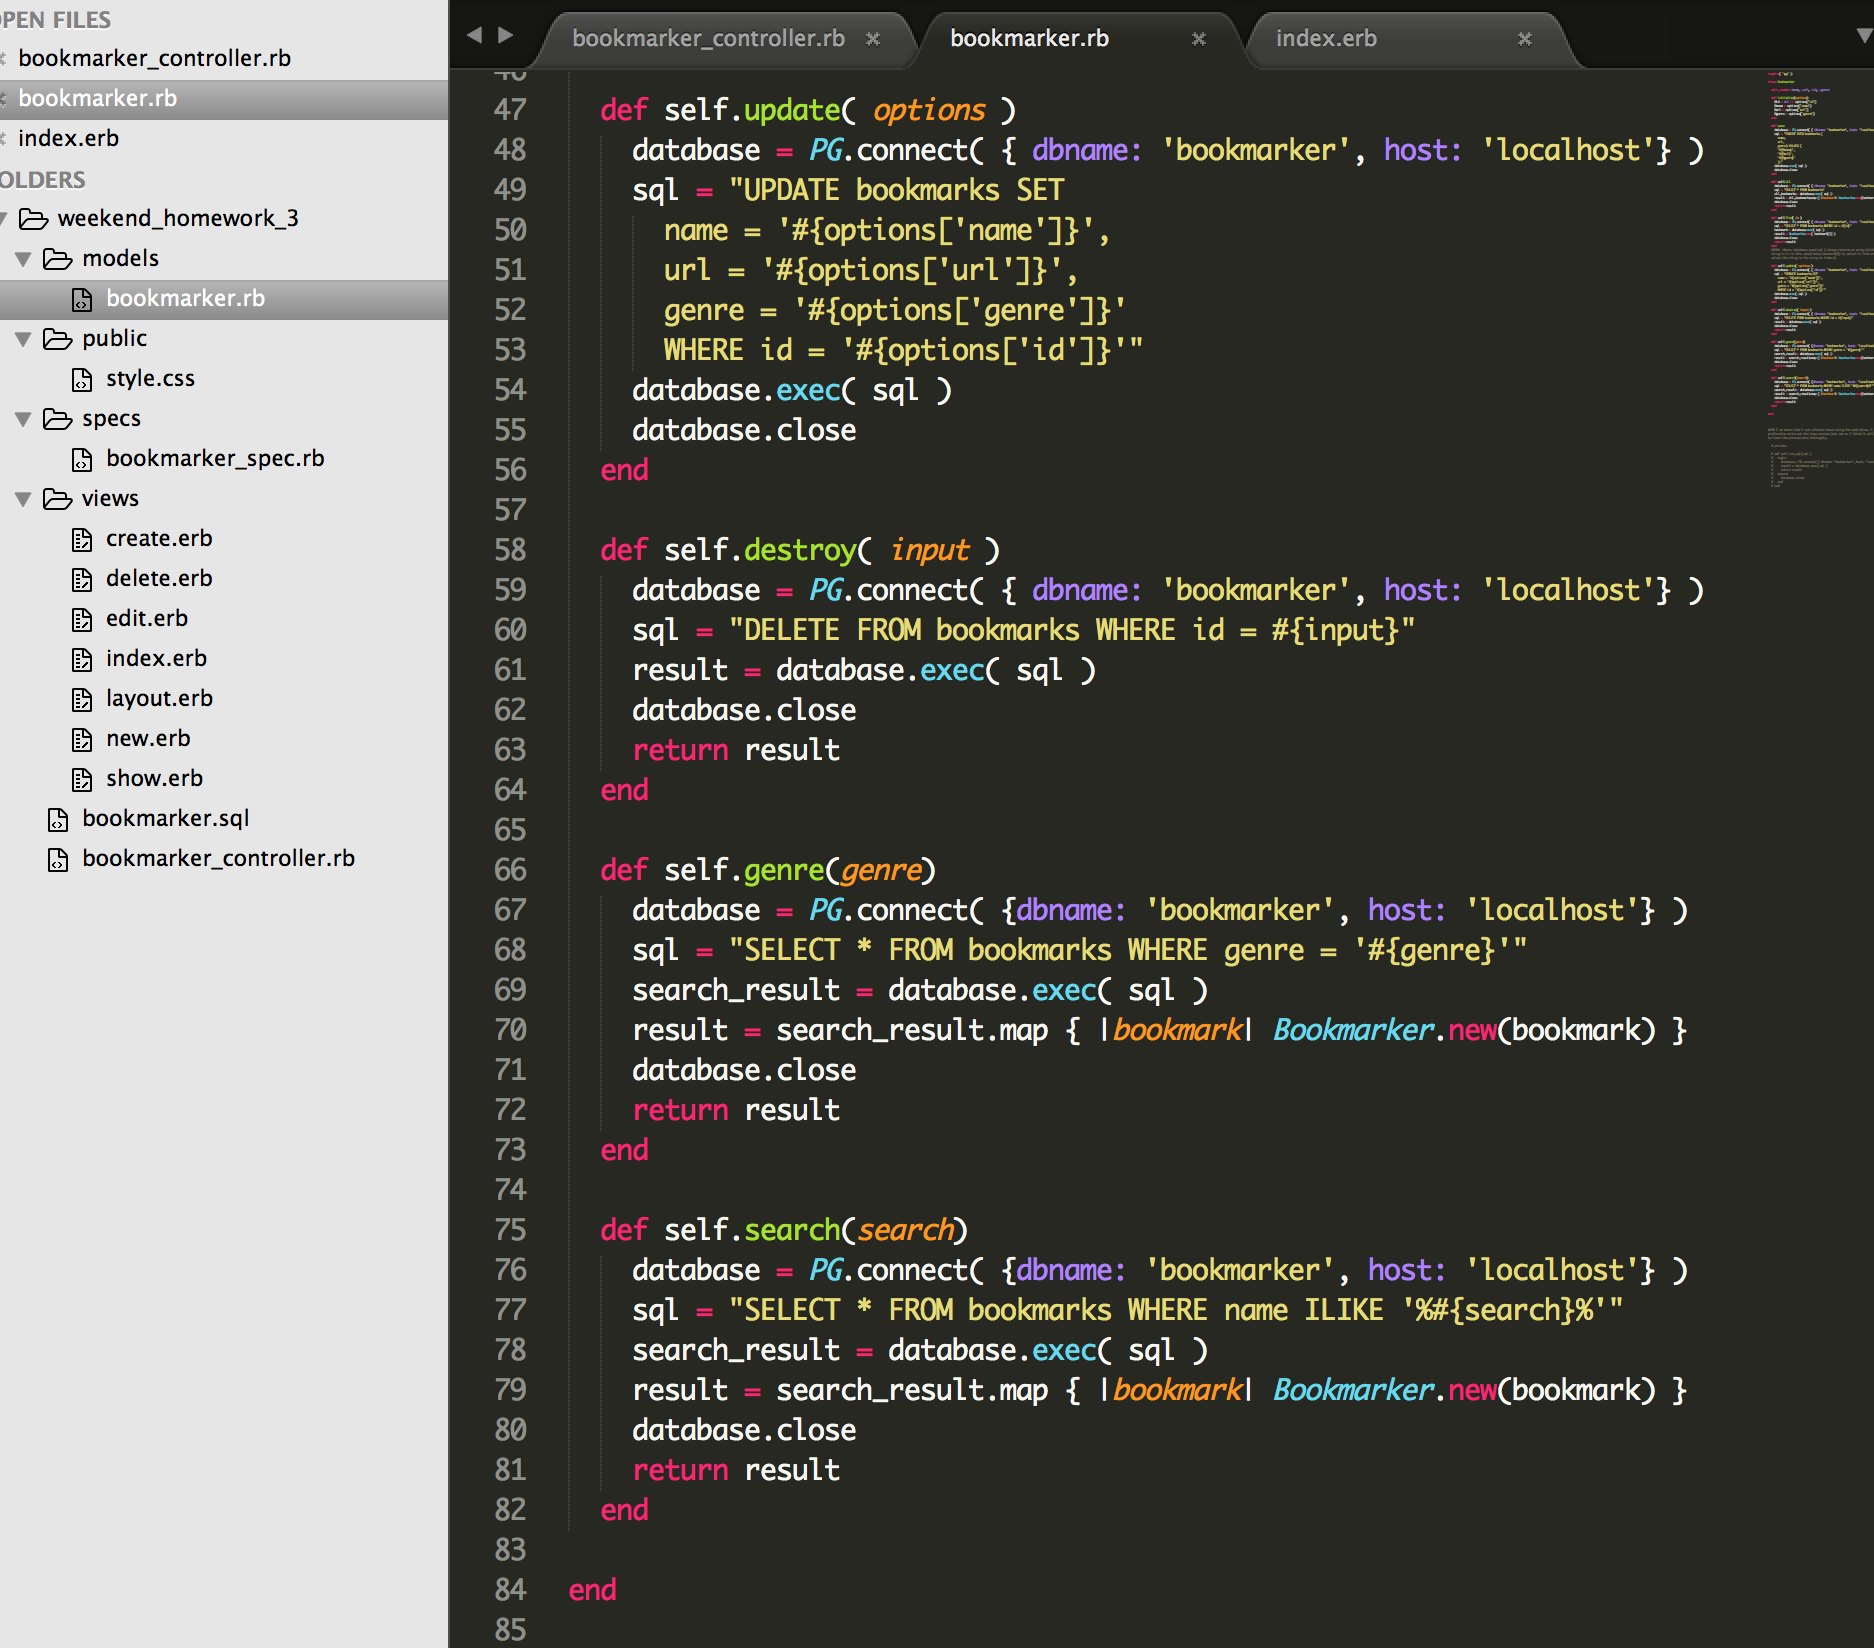 OPEN FILES
bookmarker_controller.rb
bookmarker.rb
index.erb
FOLDERS
weekend_homework_3
models
bookmarker.rb
public
style.css
specs
bookmarker_spec.rb
views
create.erb
delete.erb
edit.erb
index.erb
layout.erb
new.erb
show.erb
bookmarker.sql
bookmarker_controller.rb
bookmarker_controller.rb × bookmarker.rb × index.erb ×
46
47 def self.update( options )
48 database = PG.connect( { dbname: 'bookmarker', host: 'localhost'} )
49 sql = "UPDATE bookmarks SET
50 name = '#{options['name']}',
51 url = '#{options['url']}',
52 genre = '#{options['genre']}'
53 WHERE id = '#{options['id']}'"
54 database.exec( sql )
55 database.close
56 end
57
58 def self.destroy( input )
59 database = PG.connect( { dbname: 'bookmarker', host: 'localhost'} )
60 sql = "DELETE FROM bookmarks WHERE id = #{input}"
61 result = database.exec( sql )
62 database.close
63 return result
64 end
65
66 def self.genre(genre)
67 database = PG.connect( {dbname: 'bookmarker', host: 'localhost'} )
68 sql = "SELECT * FROM bookmarks WHERE genre = '#{genre}'"
69 search_result = database.exec( sql )
70 result = search_result.map { |bookmark| Bookmarker.new(bookmark) }
71 database.close
72 return result
73 end
74
75 def self.search(search)
76 database = PG.connect( {dbname: 'bookmarker', host: 'localhost'} )
77 sql = "SELECT * FROM bookmarks WHERE name ILIKE '%#{search}%'"
78 search_result = database.exec( sql )
79 result = search_result.map { |bookmark| Bookmarker.new(bookmark) }
80 database.close
81 return result
82 end
83
84 end
85